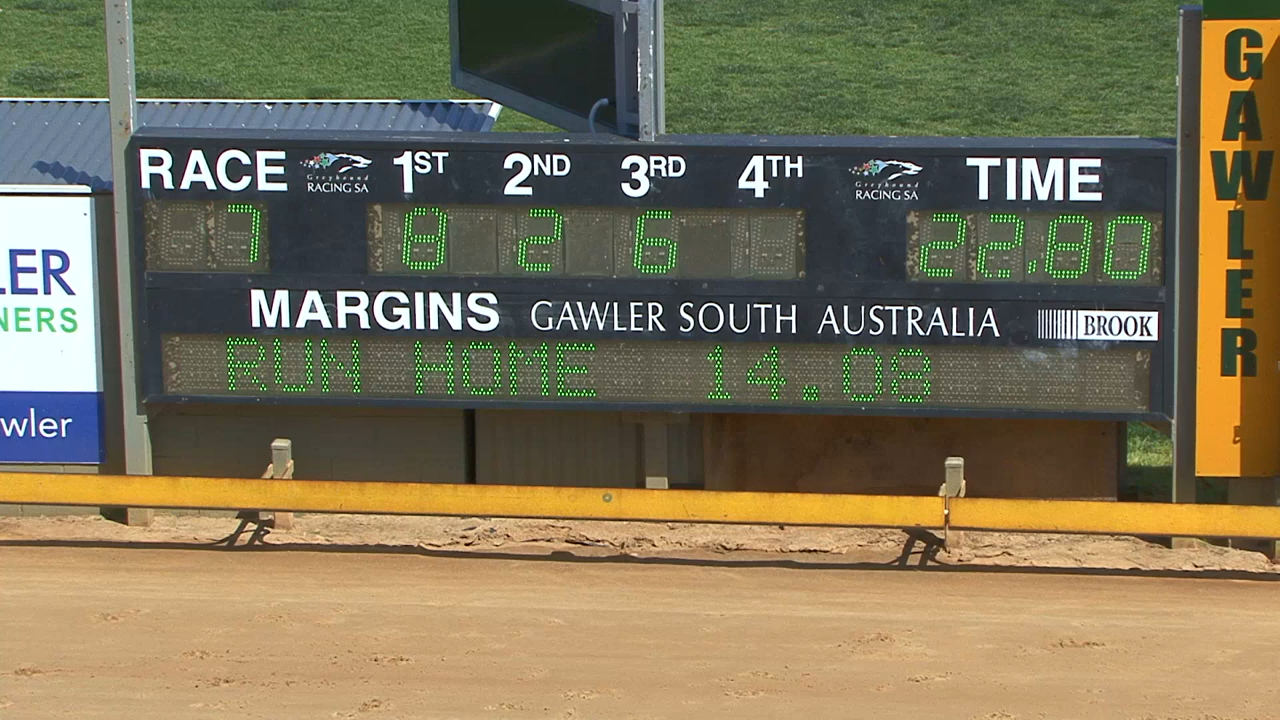 RACE Greyhound RACING SA 1ST 2ND 3RD 4TH Greyhound RACING SA TIME
7 8 2 6 22.80
MARGINS GAWLER SOUTH AUSTRALIA BROOK
RUN HOME 14.08
LER
NERS
wler
GAWLER